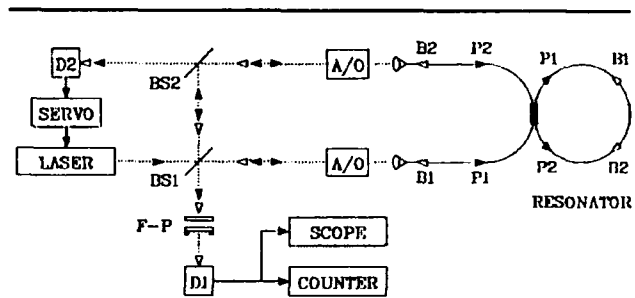 D2
BS2
A/O
B2
P2
P1
B1
SERVO
LASER
BS1
A/O
B1
P1
P2
B2
RESONATOR
F-P
SCOPE
D1
COUNTER